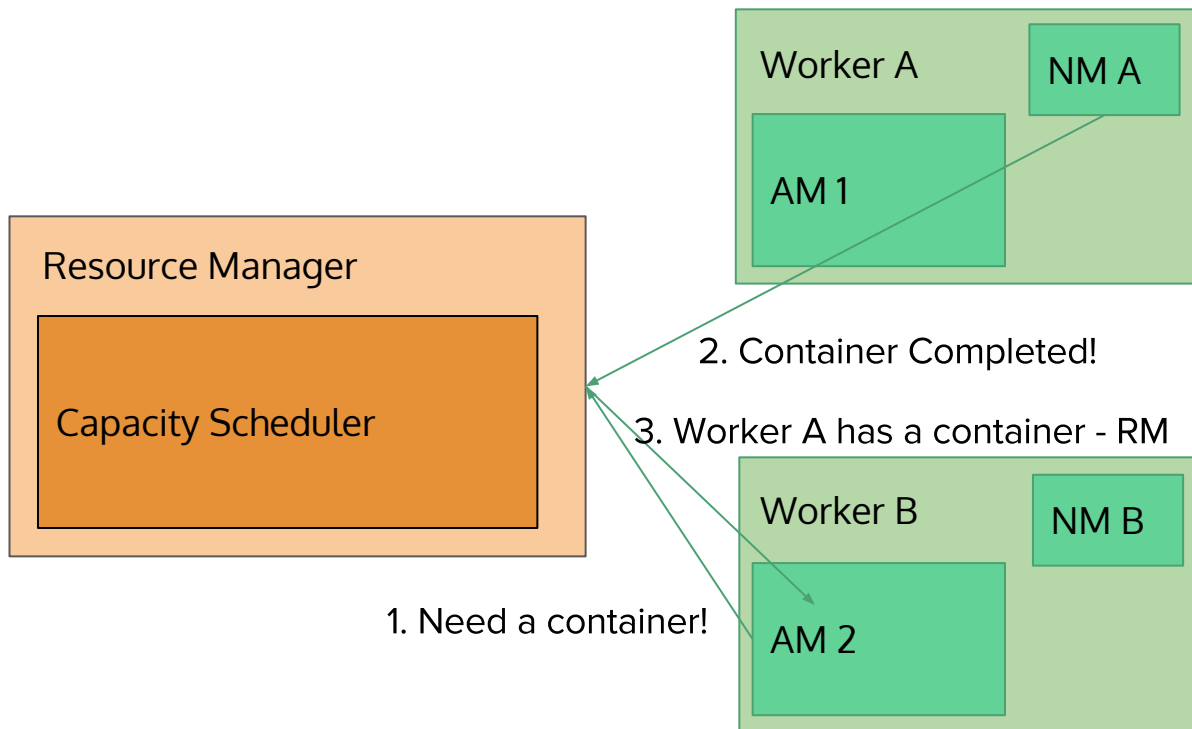 Worker A
NM A
AM 1
Resource Manager
Capacity Scheduler
2. Container Completed!
3. Worker A has a container - RM
Worker B
NM B
1. Need a container!
AM 2